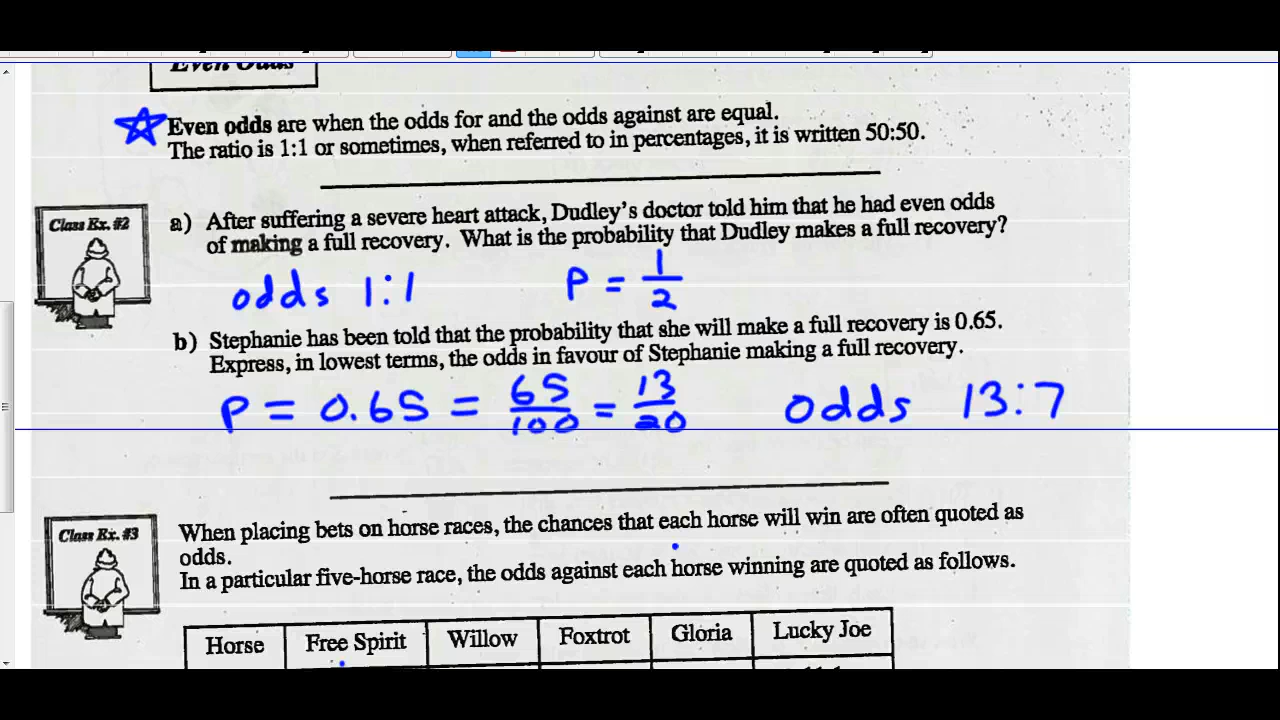 Even Odds
Even odds are when the odds for and the odds against are equal.
The ratio is 1:1 or sometimes, when referred to in percentages, it is written 50:50.
Class Ex. #2
a) After suffering a severe heart attack, Dudley's doctor told him that he had even odds
of making a full recovery. What is the probability that Dudley makes a full recovery?
odds 1:1 P = 1/2
b) Stephanie has been told that the probability that she will make a full recovery is 0.65.
Express, in lowest terms, the odds in favour of Stephanie making a full recovery.
P = 0.65 = 65/100 = 13/20 odds 13:7
Class Ex. #3
When placing bets on horse races, the chances that each horse will win are often quoted as
odds.
In a particular five-horse race, the odds against each horse winning are quoted as follows.
Horse Free Spirit Willow Foxtrot Gloria Lucky Joe